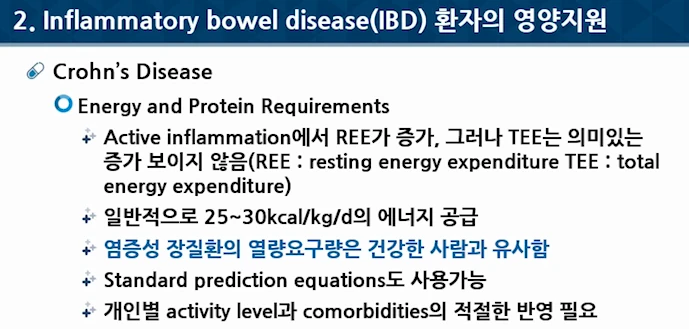 2. Inflammatory bowel disease(IBD) 환자의 영양지원
Crohn's Disease
Energy and Protein Requirements
Active inflammation에서 REE가 증가, 그러나 TEE는 의미있는
증가 보이지 않음(REE : resting energy expenditure TEE : total
energy expenditure)
일반적으로 25~30kcal/kg/d의 에너지 공급
염증성 장질환의 열량요구량은 건강한 사람과 유사함
Standard prediction equations도 사용가능
개인별 activity level과 comorbidities의 적절한 반영 필요